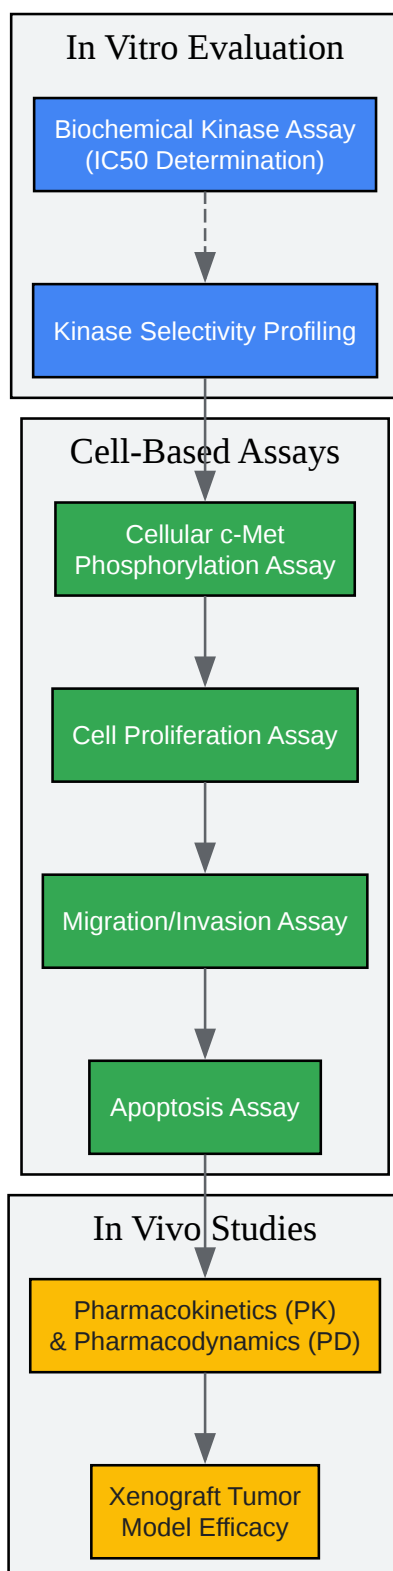 In Vitro Evaluation
Biochemical Kinase Assay
(IC50 Determination)
Kinase Selectivity Profiling
Cell-Based Assays
Cellular c-Met
Phosphorylation Assay
Cell Proliferation Assay
Migration/Invasion Assay
Apoptosis Assay
In Vivo Studies
Pharmacokinetics (PK)
& Pharmacodynamics (PD)
Xenograft Tumor
Model Efficacy